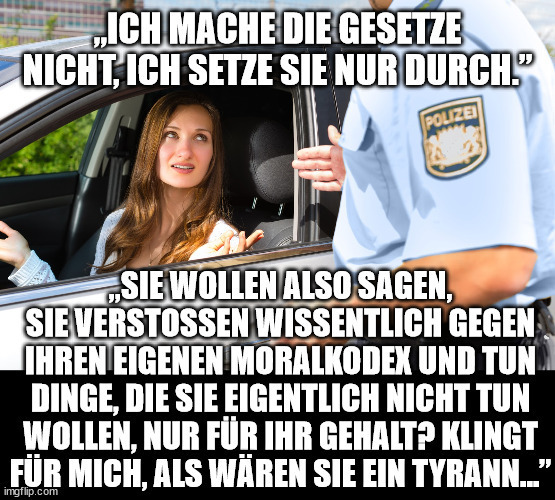 „ICH MACHE DIE GESETZE
NICHT, ICH SETZE SIE NUR DURCH.”
POLIZEI
„SIE WOLLEN ALSO SAGEN,
SIE VERSTOSSEN WISSENTLICH GEGEN
IHREN EIGENEN MORALKODEX UND TUN
DINGE, DIE SIE EIGENTLICH NICHT TUN
WOLLEN, NUR FÜR IHR GEHALT? KLINGT
FÜR MICH, ALS WÄREN SIE EIN TYRANN...”
imgflip.com